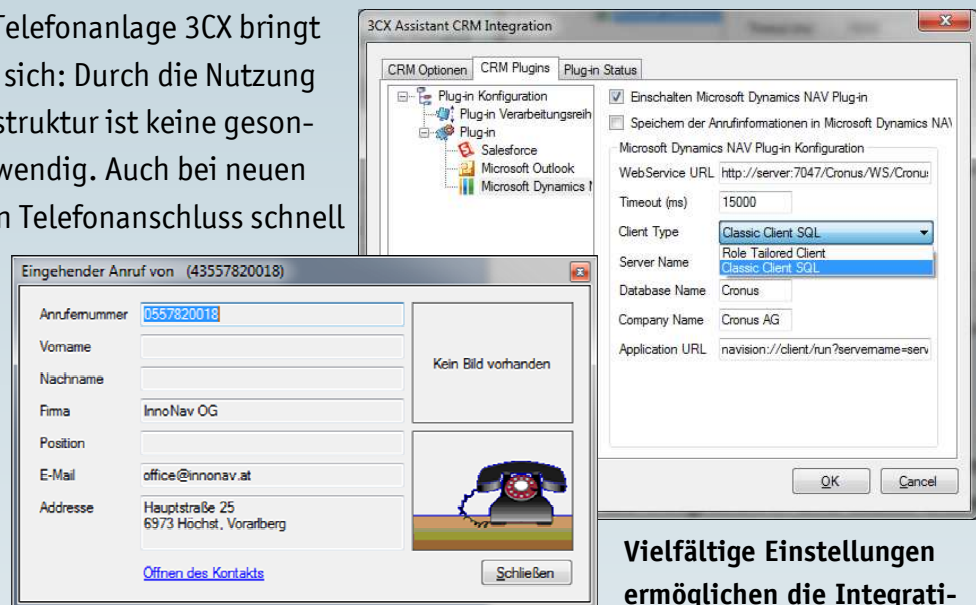 Telefonanlage 3CX bringt
sich: Durch die Nutzung
struktur ist keine geson-
wendig. Auch bei neuen
n Telefonanschluss schnell
3CX Assistant CRM Integration
CRM Optionen CRM Plugins Plug-in Status
Plug-in Konfiguration
Plug-in Verarbeitungsreih
Plug-in
Salesforce
Microsoft Outlook
Microsoft Dynamics N
Einschalten Microsoft Dynamics NAV Plug-in
Speichern der Anrufinformationen in Microsoft Dynamics NAV
Microsoft Dynamics NAV Plug-in Konfiguration
WebService URL http://server:7047/Cronus/WS/Cronus
Timeout (ms) 15000
Client Type Classic Client SQL
Role Tailored Client
Classic Client SQL
Server Name
Database Name Cronus
Company Name Cronus AG
Application URL navision://client/run?servername=serv
OK Cancel
Eingehender Anruf von (43557820018)
Anrufernummer 0557820018
Vorname
Nachname
Firma InnoNav OG
Position
E-Mail office@innonav.at
Addresse Hauptstraße 25
6973 Höchst, Vorarlberg
Kein Bild vorhanden
Öffnen des Kontakts
Schließen
Vielfältige Einstellungen
ermöglichen die Integrati-